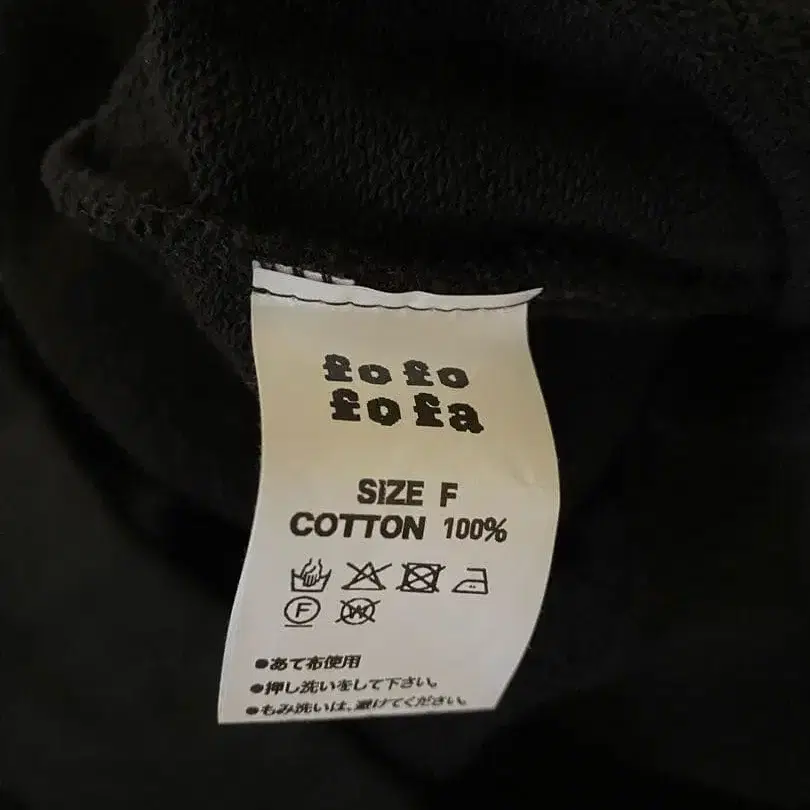 fofo
fofa
SIZE F
COTTON 100%
F
W
●あて布使用
●押し洗いをして下さい。
●もみ洗いは、避けてください。